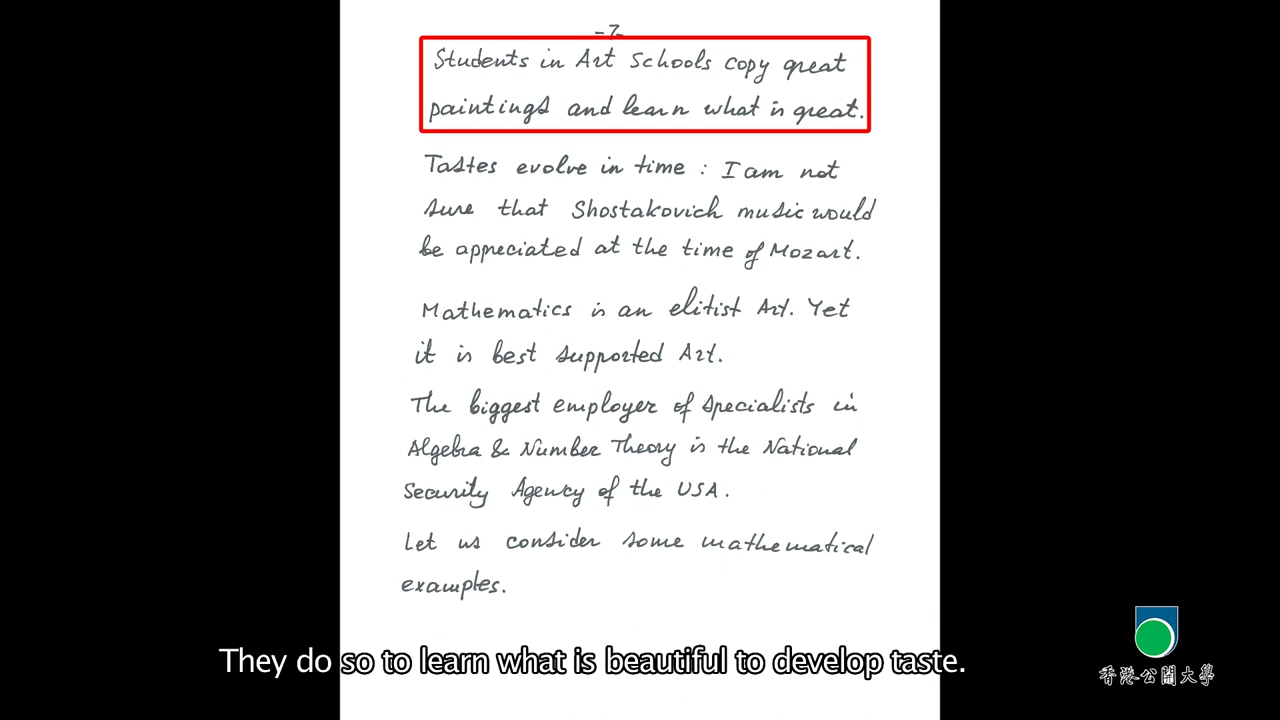 -7-
Students in Art Schools copy great
paintings and learn what is great.
Tastes evolve in time : I am not
sure that Shostakovich music would
be appreciated at the time of Mozart.
Mathematics is an elitist Art. Yet
it is best supported Art.
The biggest employer of specialists in
Algebra & Number Theory is the National
Security Agency of the USA.
Let us consider some mathematical
examples.
They do so to learn what is beautiful to develop taste.
香港公開大學